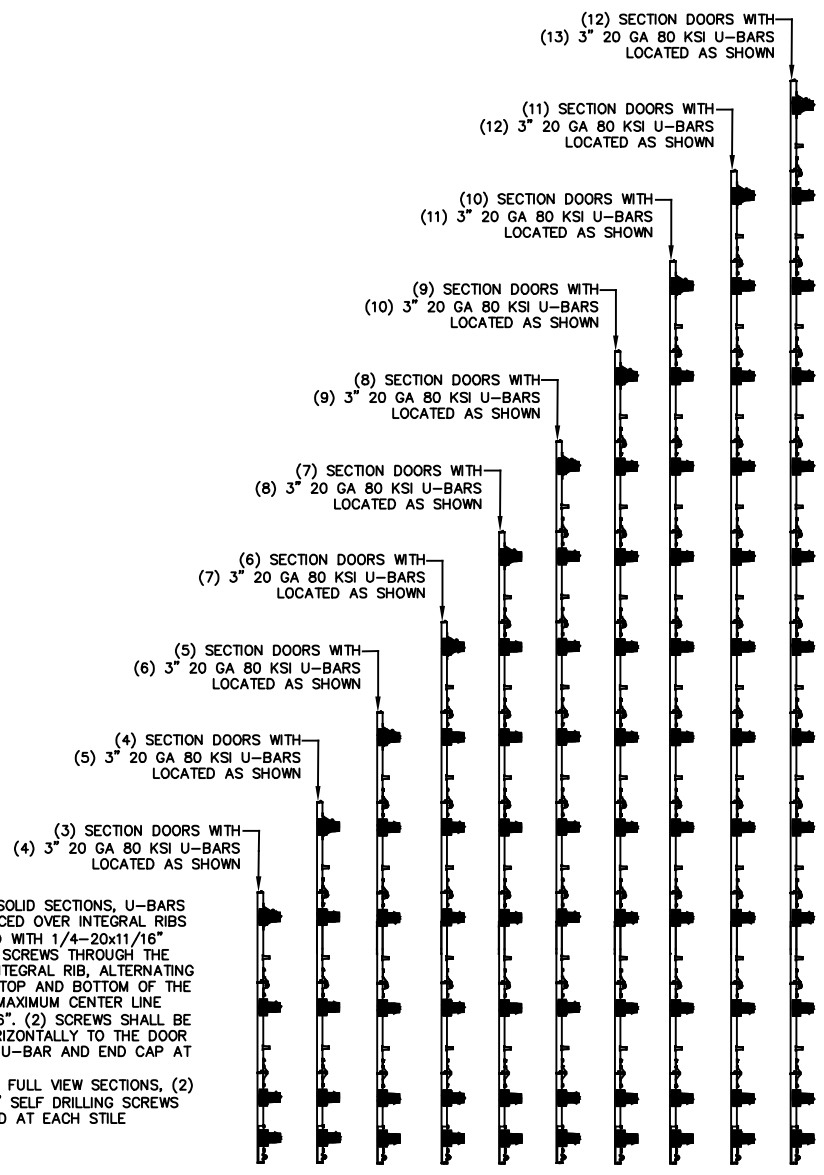 (12) SECTION DOORS WITH
(13) 3" 20 GA 80 KSI U-BARS
LOCATED AS SHOWN
(11) SECTION DOORS WITH
(12) 3" 20 GA 80 KSI U-BARS
LOCATED AS SHOWN
(10) SECTION DOORS WITH
(11) 3" 20 GA 80 KSI U-BARS
LOCATED AS SHOWN
(9) SECTION DOORS WITH
(10) 3" 20 GA 80 KSI U-BARS
LOCATED AS SHOWN
(8) SECTION DOORS WITH
(9) 3" 20 GA 80 KSI U-BARS
LOCATED AS SHOWN
(7) SECTION DOORS WITH
(8) 3" 20 GA 80 KSI U-BARS
LOCATED AS SHOWN
(6) SECTION DOORS WITH
(7) 3" 20 GA 80 KSI U-BARS
LOCATED AS SHOWN
(5) SECTION DOORS WITH
(6) 3" 20 GA 80 KSI U-BARS
LOCATED AS SHOWN
(4) SECTION DOORS WITH
(5) 3" 20 GA 80 KSI U-BARS
LOCATED AS SHOWN
(3) SECTION DOORS WITH
(4) 3" 20 GA 80 KSI U-BARS
LOCATED AS SHOWN
SOLID SECTIONS, U-BARS
OVER INTEGRAL RIBS
WITH 1/4-20x11/16"
SCREWS THROUGH THE
INTEGRAL RIB, ALTERNATING
TOP AND BOTTOM OF THE
MAXIMUM CENTER LINE
(2) SCREWS SHALL BE
TO THE DOOR
U-BAR AND END CAP AT
FULL VIEW SECTIONS, (2)
SELF DRILLING SCREWS
AT EACH STILE